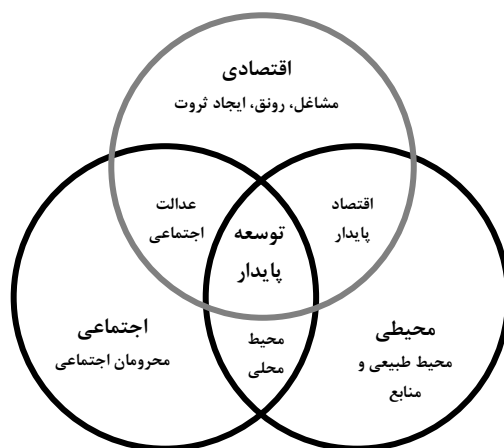 اقتصادی
مشاغل، رونق، ایجاد ثروت
عدالت
اجتماعی
توسعه
پایدار
اقتصاد
پایدار
اجتماعی
محرومان اجتماعی
محیط
محلی
محیطی
محیط طبیعی و
منابع